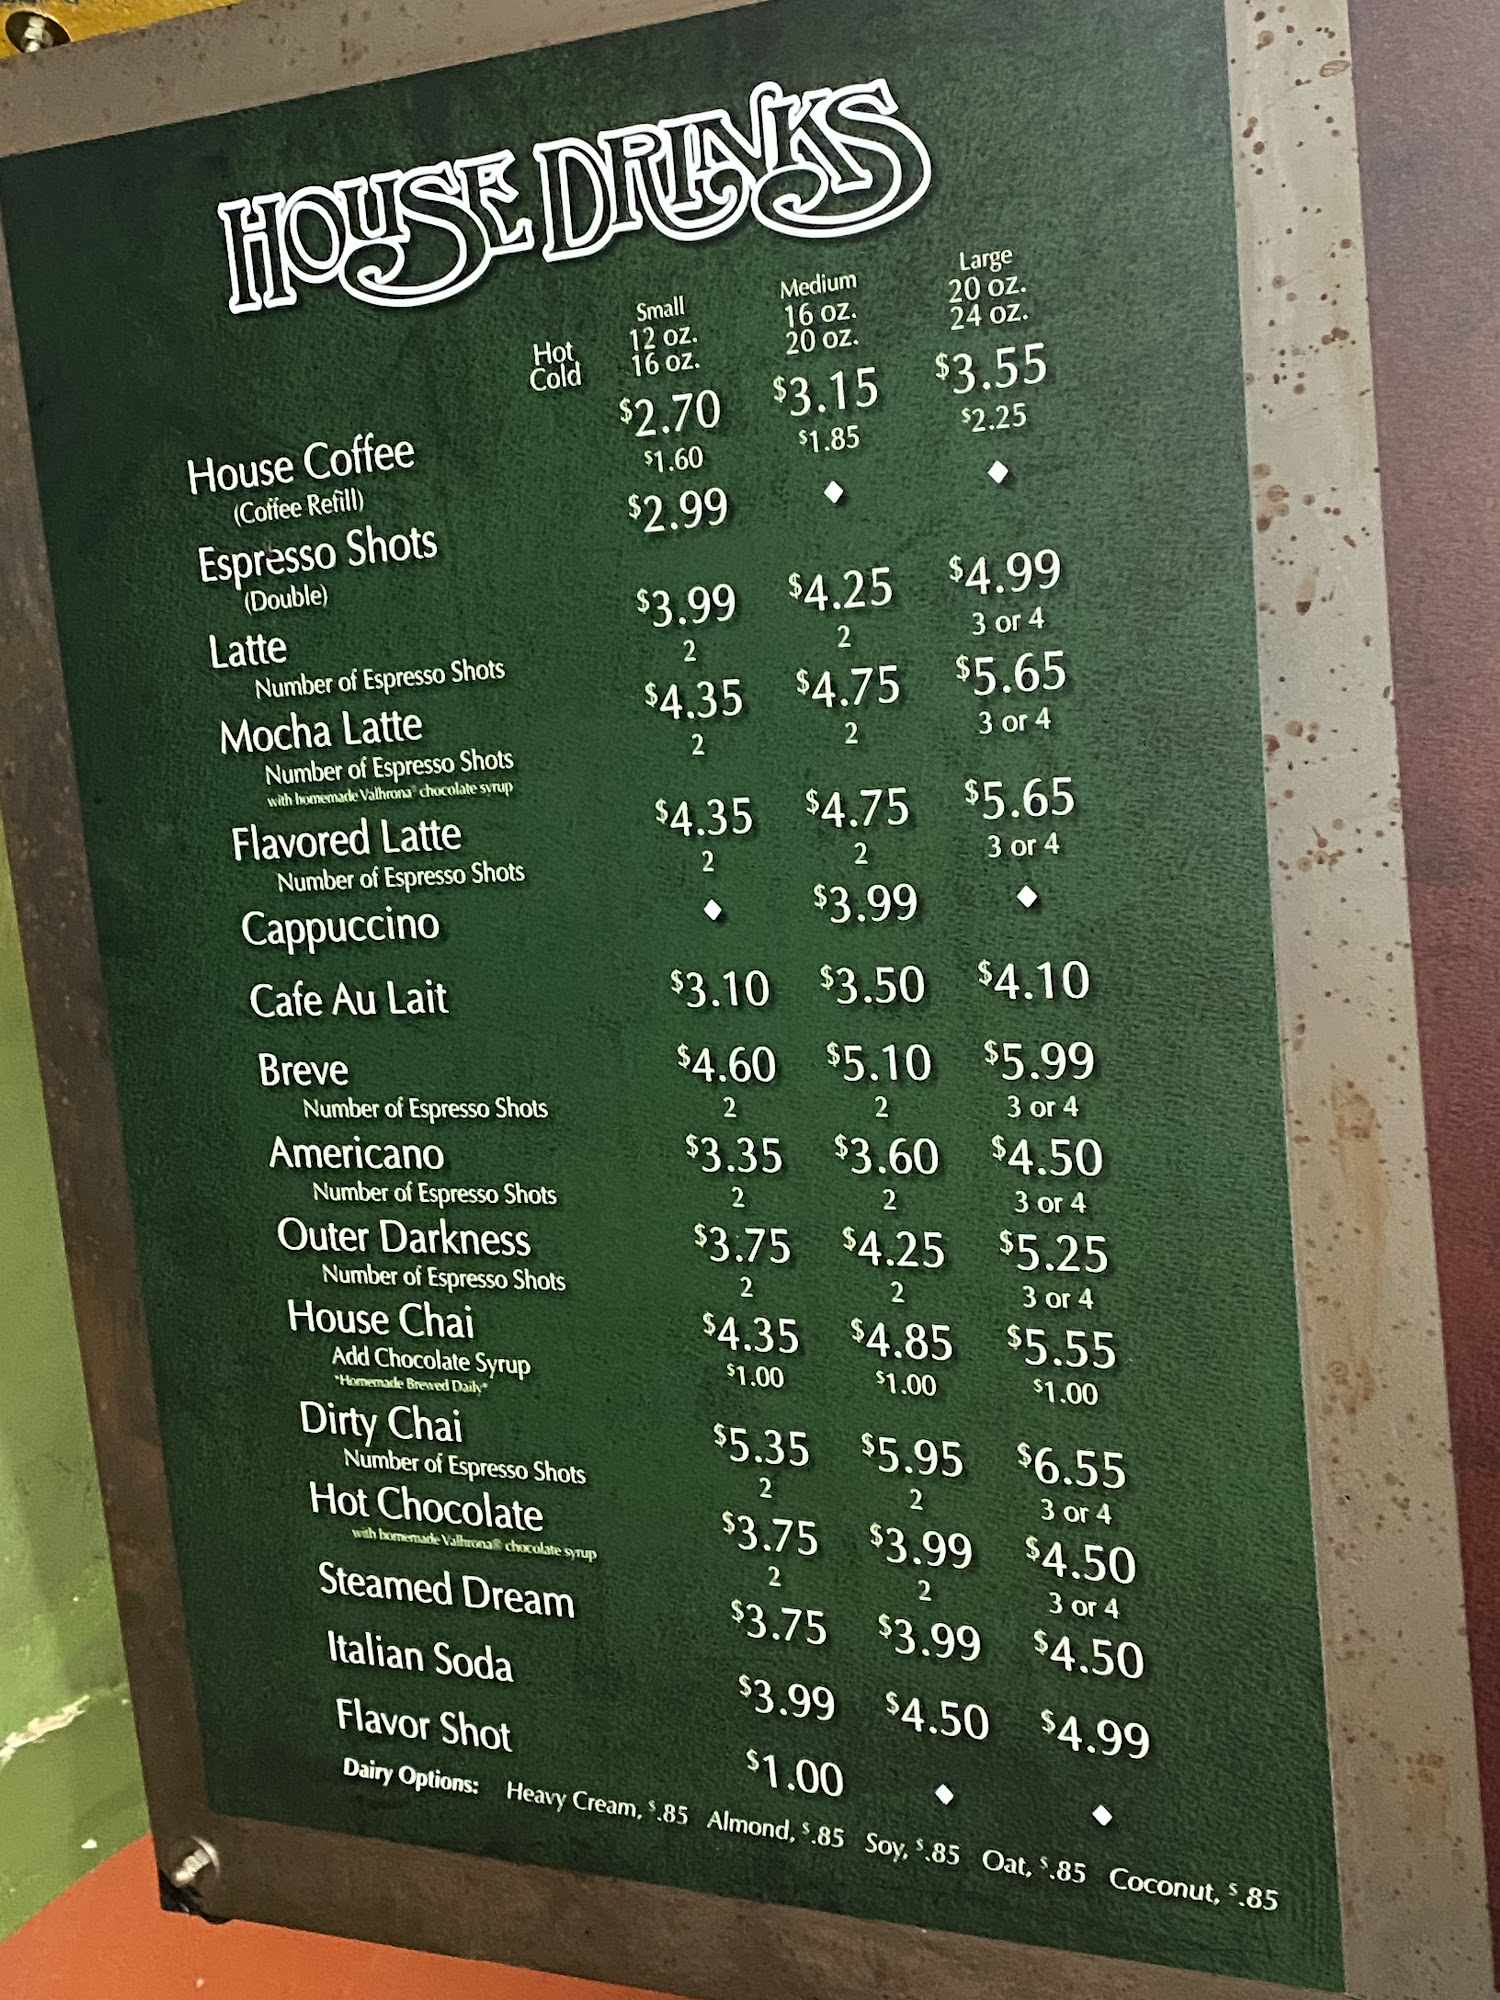 HOUSE DRINKS
Small Medium Large
Hot 12 oz. 16 oz. 20 oz.
Cold 16 oz. 20 oz. 24 oz.
House Coffee $2.70 $3.15 $3.55
(Coffee Refill) $1.60 $1.85 $2.25
Espresso Shots $2.99 ◆ ◆
(Double)
Latte $3.99 $4.25 $4.99
Number of Espresso Shots 2 2 3 or 4
Mocha Latte $4.35 $4.75 $5.65
Number of Espresso Shots 2 2 3 or 4
with homemade Valhrona® chocolate syrup
Flavored Latte $4.35 $4.75 $5.65
Number of Espresso Shots 2 2 3 or 4
Cappuccino ◆ $3.99 ◆
Cafe Au Lait $3.10 $3.50 $4.10
Breve $4.60 $5.10 $5.99
Number of Espresso Shots 2 2 3 or 4
Americano $3.35 $3.60 $4.50
Number of Espresso Shots 2 2 3 or 4
Outer Darkness $3.75 $4.25 $5.25
Number of Espresso Shots 2 2 3 or 4
House Chai $4.35 $4.85 $5.55
Add Chocolate Syrup $1.00 $1.00 $1.00
"Homemade Brewed Daily"
Dirty Chai $5.35 $5.95 $6.55
Number of Espresso Shots 2 2 3 or 4
Hot Chocolate $3.75 $3.99 $4.50
with homemade Valhrona® chocolate syrup 2 2 3 or 4
Steamed Dream $3.75 $3.99 $4.50
Italian Soda $3.99 $4.50 $4.99
Flavor Shot $1.00 ◆ ◆
Dairy Options: Heavy Cream, $.85 Almond, $.85 Soy, $.85 Oat, $.85 Coconut, $.85